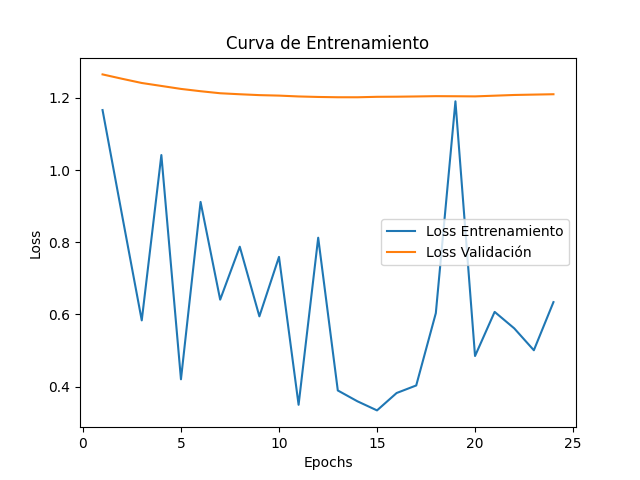 Curva de Entrenamiento
Loss
1.2
1.0
0.8
0.6
0.4
Loss Entrenamiento
Loss Validación
0 5 10 15 20 25
Epochs